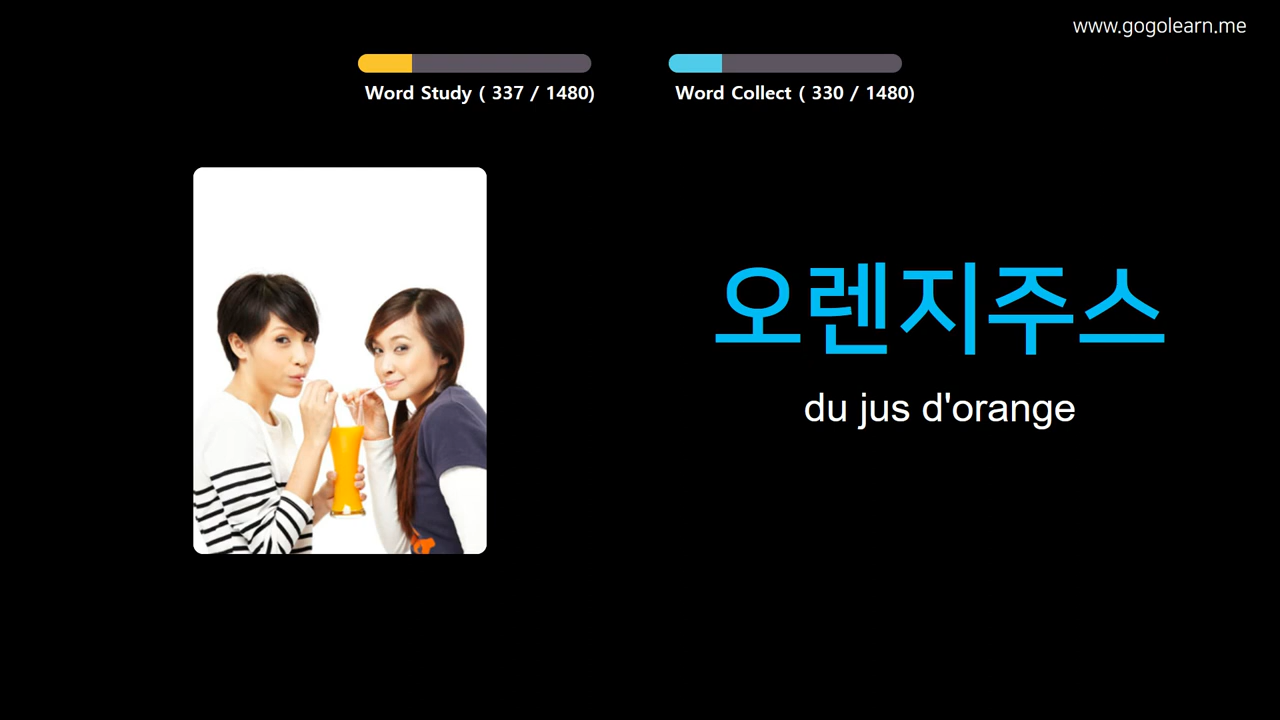 www.gogolearn.me
Word Study ( 337 / 1480)
Word Collect ( 330 / 1480)
오렌지주스
du jus d'orange